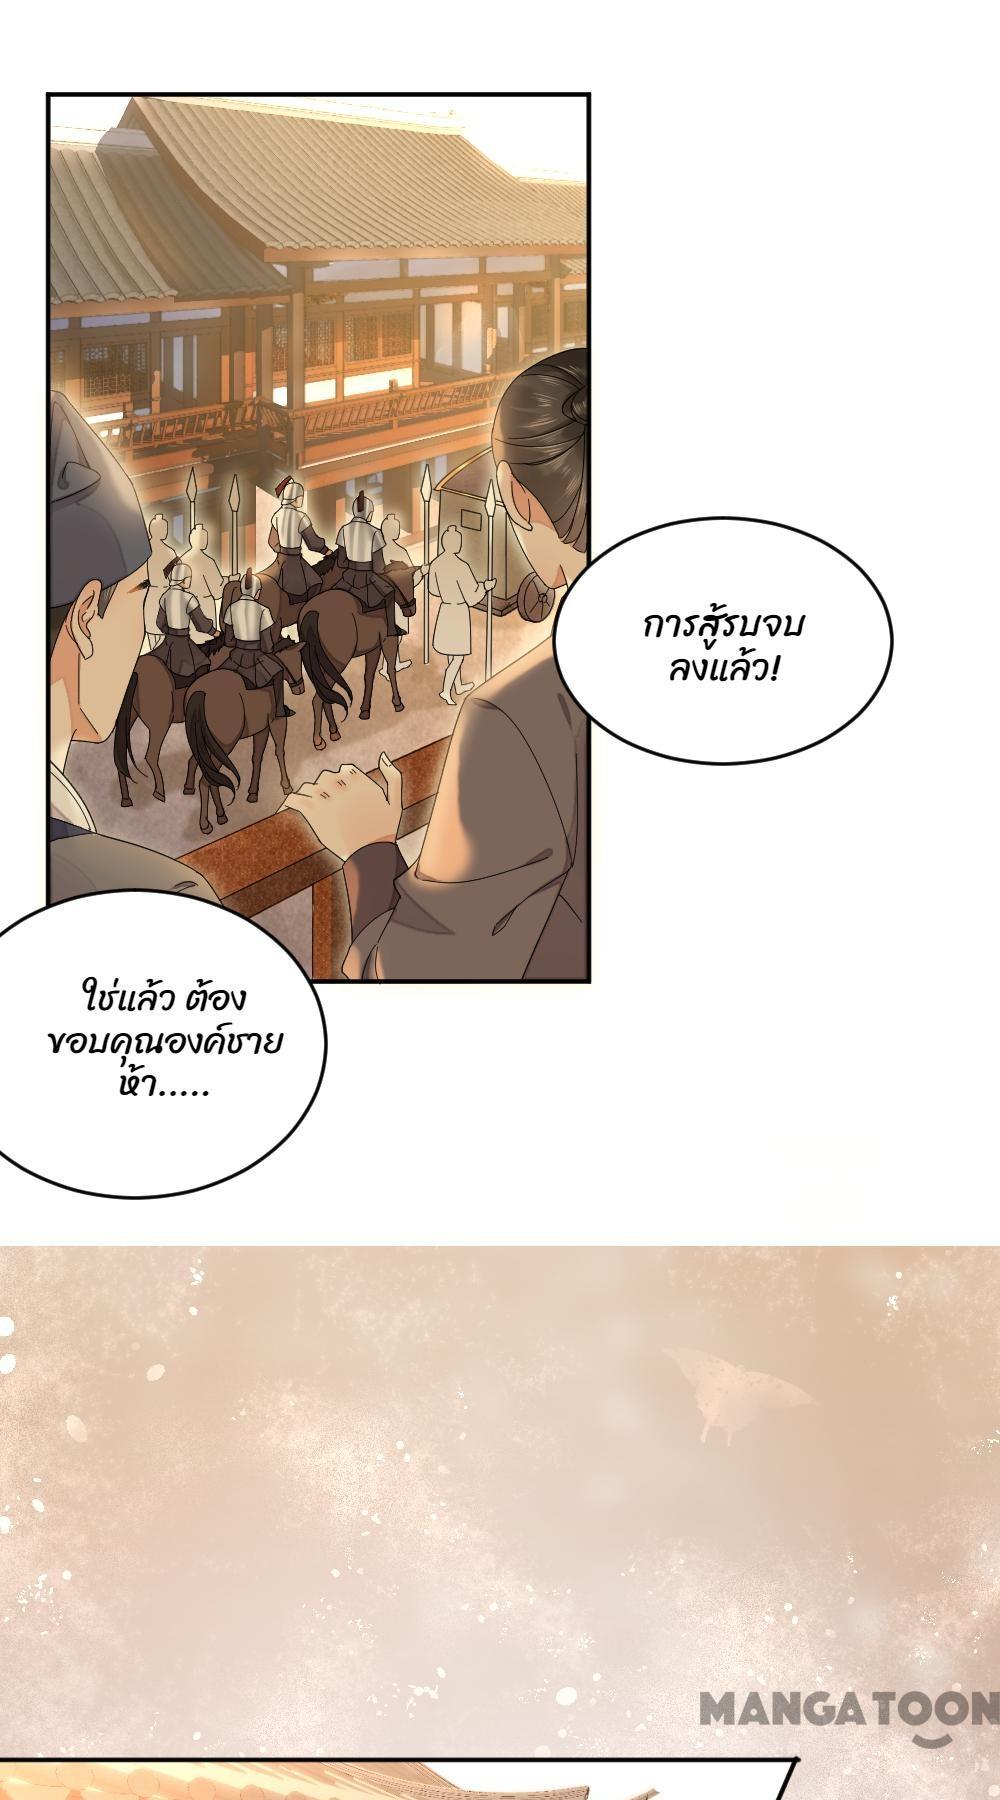 การสู้รบจบ
ลงแล้ว!
ใช่แล้ว ต้อง
ขอบคุณองค์ชาย
ห้า.....
MANGATOON